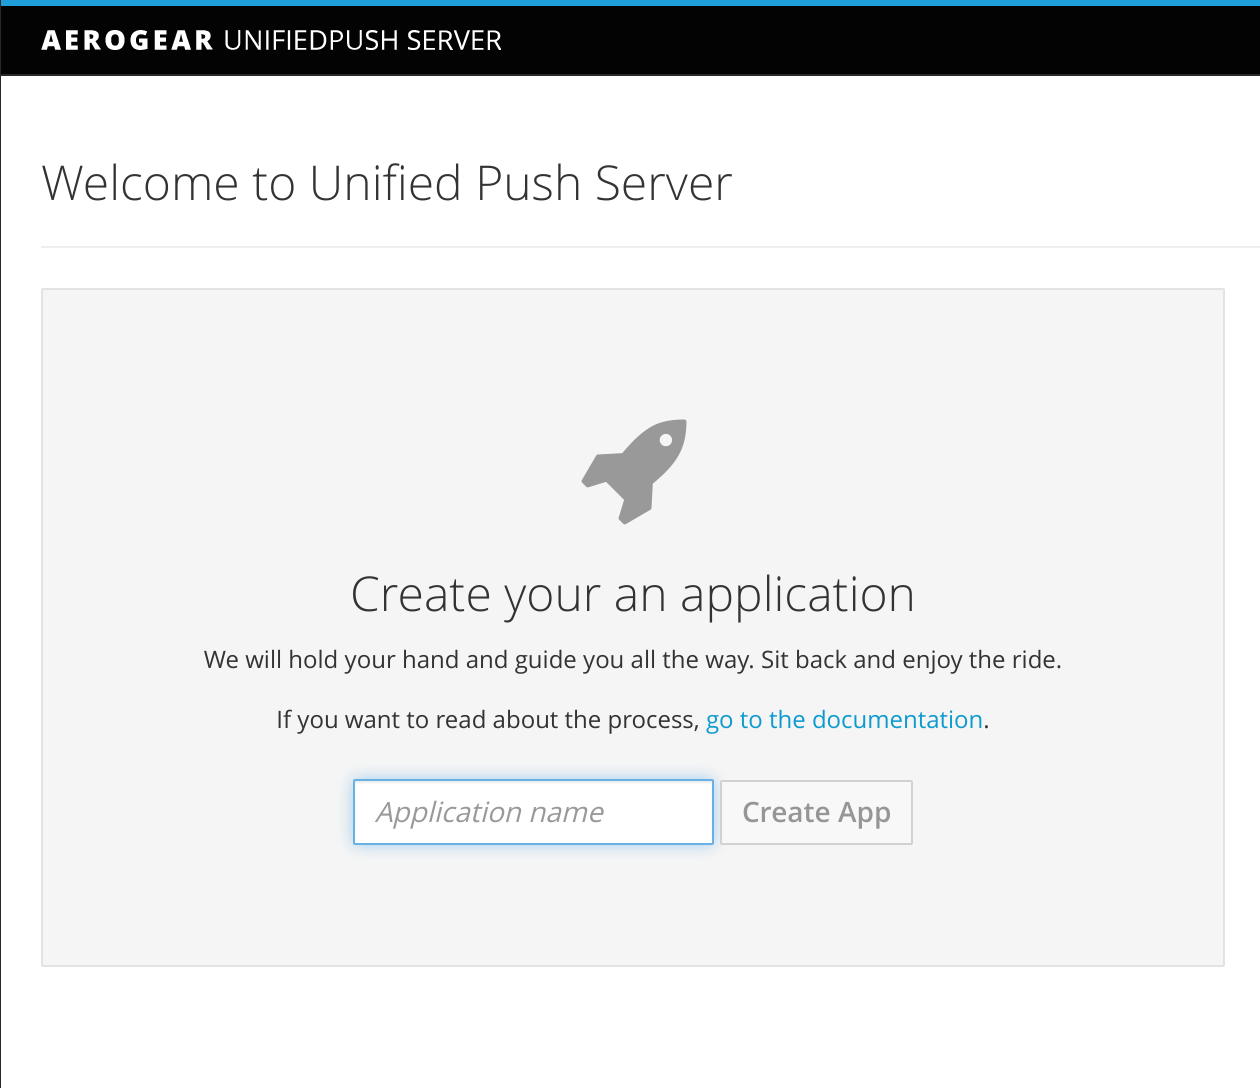 AEROGEAR UNIFIEDPUSH SERVER
Welcome to Unified Push Server
Create your an application
We will hold your hand and guide you all the way. Sit back and enjoy the ride.
If you want to read about the process, go to the documentation.
Application name Create App